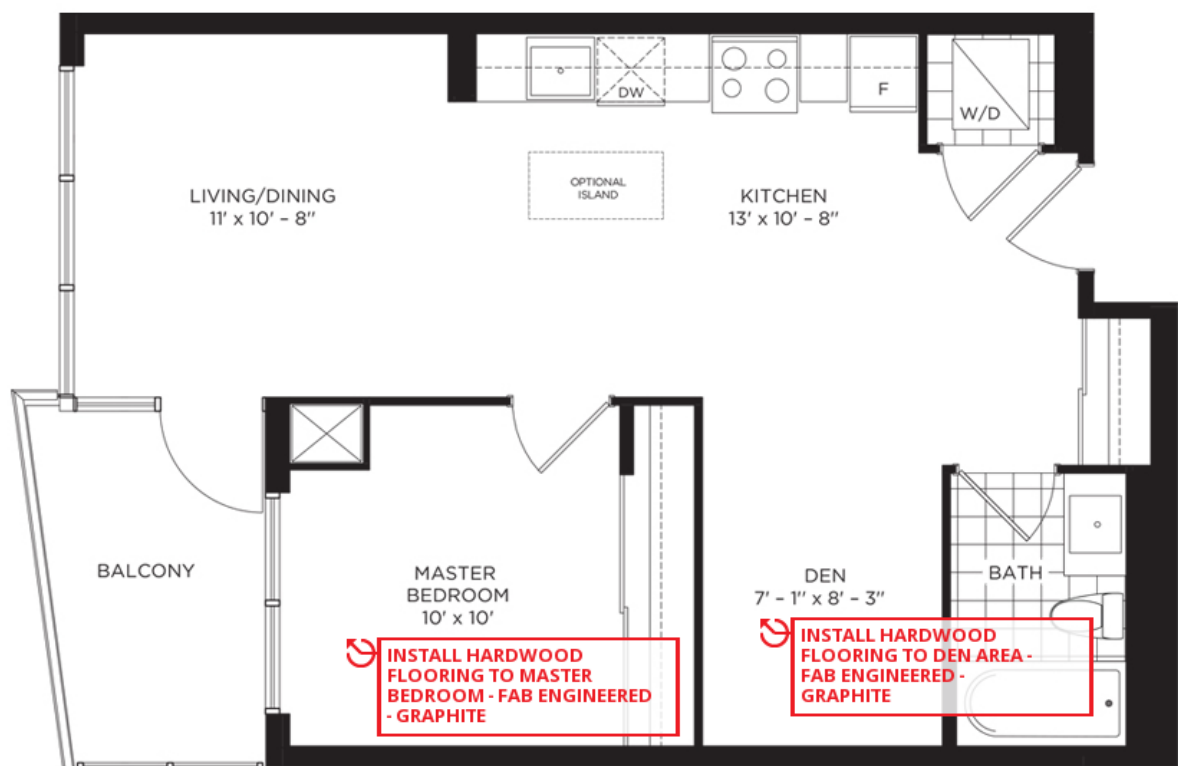 DW
F
W/D
OPTIONAL
ISLAND
LIVING/DINING
11' x 10' – 8"
KITCHEN
13' x 10' – 8"
BALCONY
MASTER
BEDROOM
10' x 10'
DEN
7' – 1" x 8' – 3"
BATH
INSTALL HARDWOOD
FLOORING TO MASTER
BEDROOM - FAB ENGINEERED
- GRAPHITE
INSTALL HARDWOOD
FLOORING TO DEN AREA -
FAB ENGINEERED -
GRAPHITE